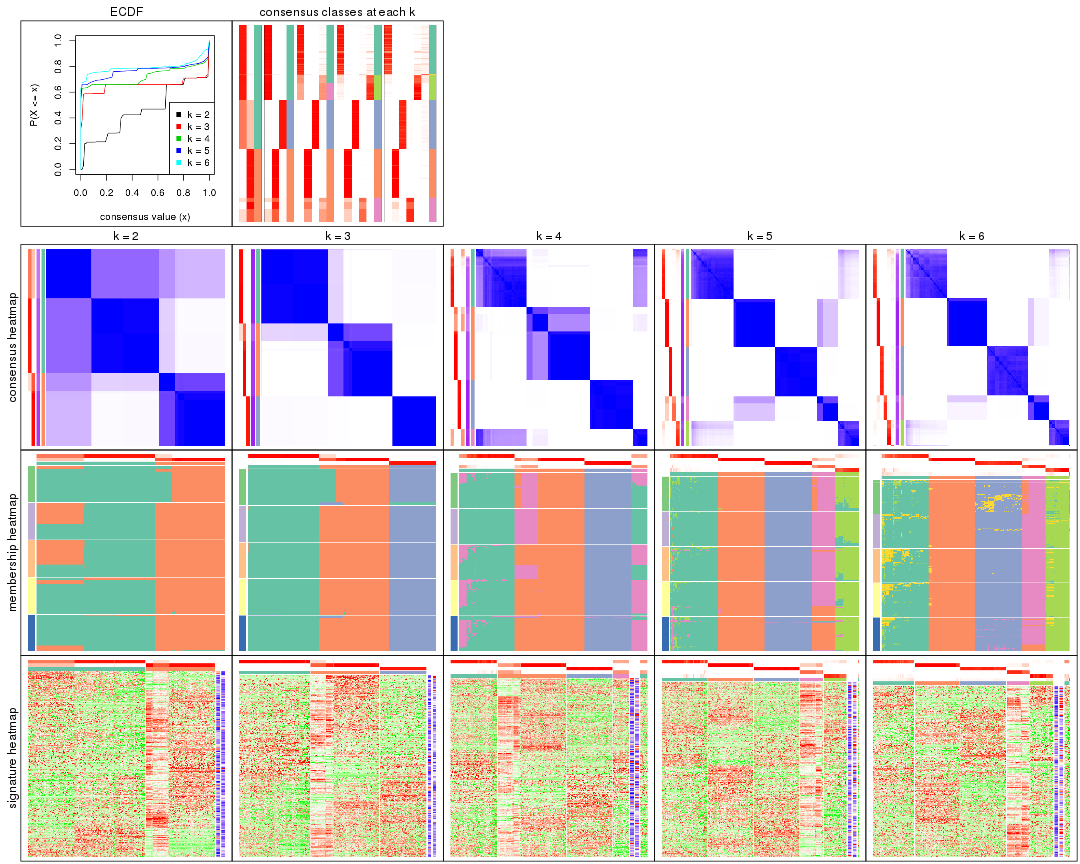 ECDF
consensus classes at each k
P(X <= x)
0.0 0.2 0.4 0.6 0.8 1.0
k = 2
k = 3
k = 4
k = 5
k = 6
0.0 0.2 0.4 0.6 0.8 1.0
consensus value (x)
k = 2
k = 3
k = 4
k = 5
k = 6
consensus heatmap
membership heatmap
signature heatmap